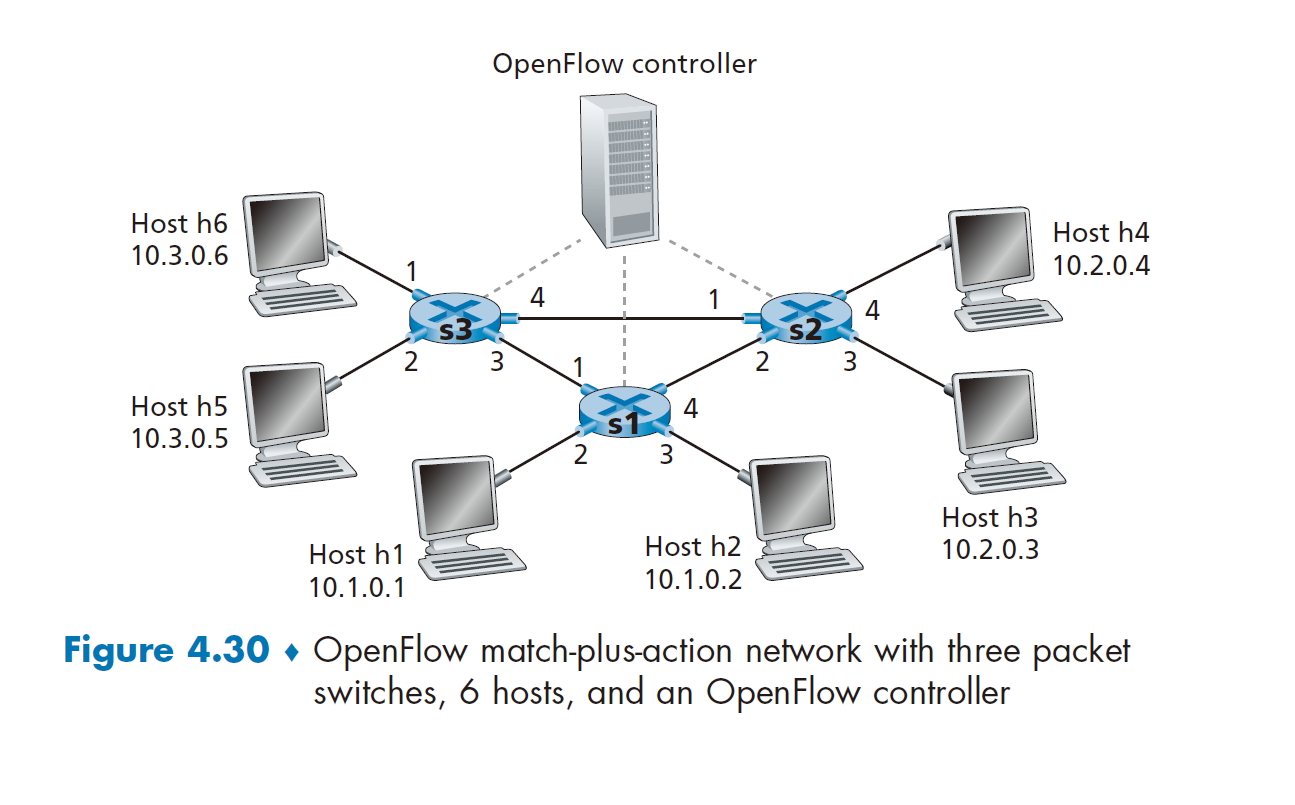 OpenFlow controller
Host h6
10.3.0.6
Host h4
10.2.0.4
1
4
1
4
s3
s2
2
3
1
2
3
Host h5
10.3.0.5
4
s1
2
3
Host h3
10.2.0.3
Host h1
10.1.0.1
Host h2
10.1.0.2
Figure 4.30 ♦ OpenFlow match-plus-action network with three packet
switches, 6 hosts, and an OpenFlow controller